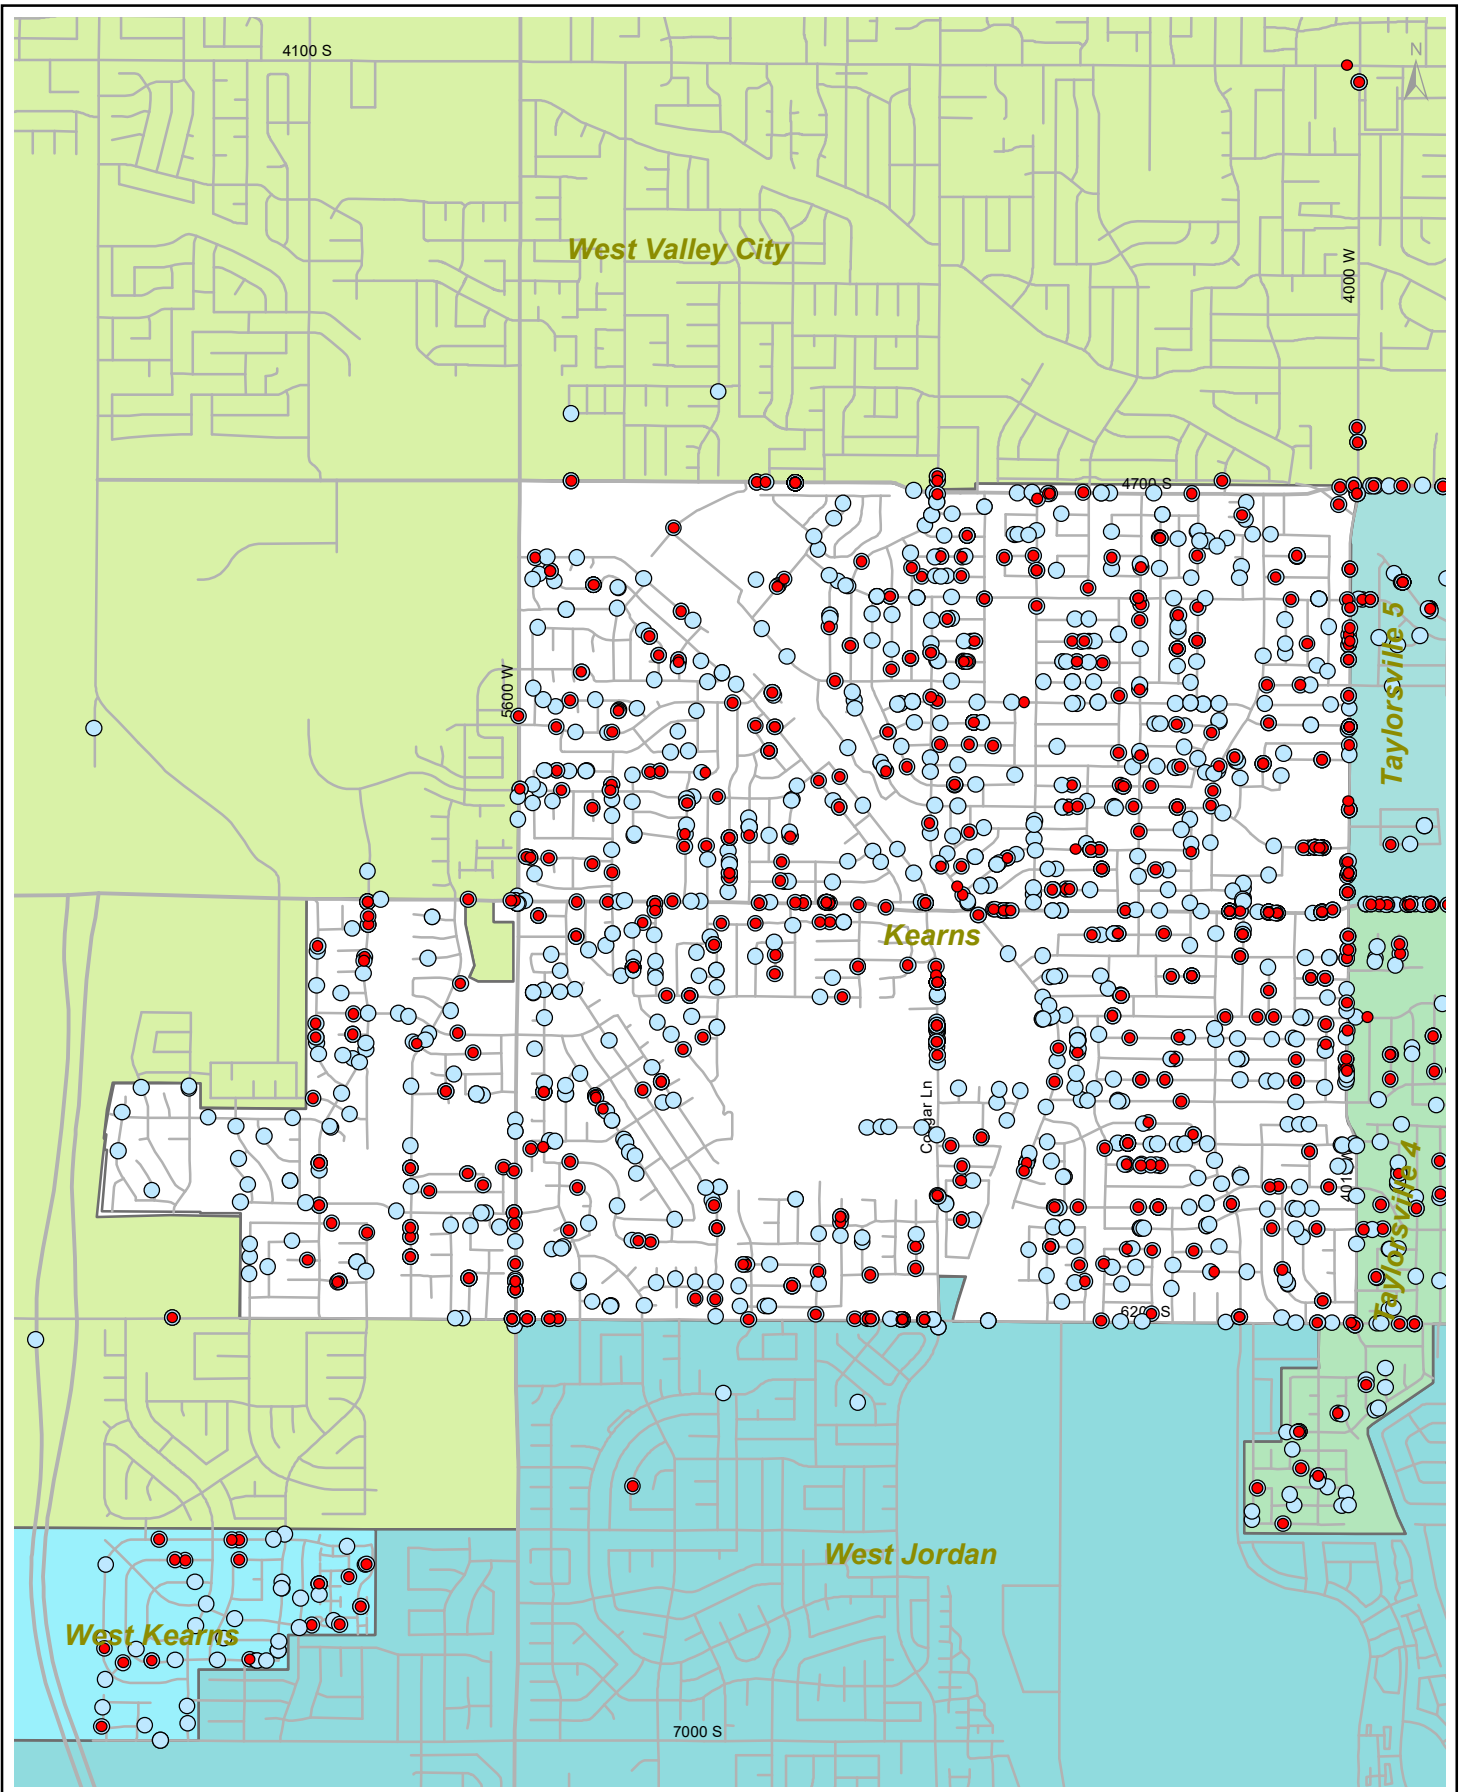 4100 S
N
West Valley City
4000 W
4700 S
Taylorsville 5
5600 W
Kearns
Cougar Ln
4015 W
Taylorsville 4
6200 S
West Jordan
West Kearns
7000 S